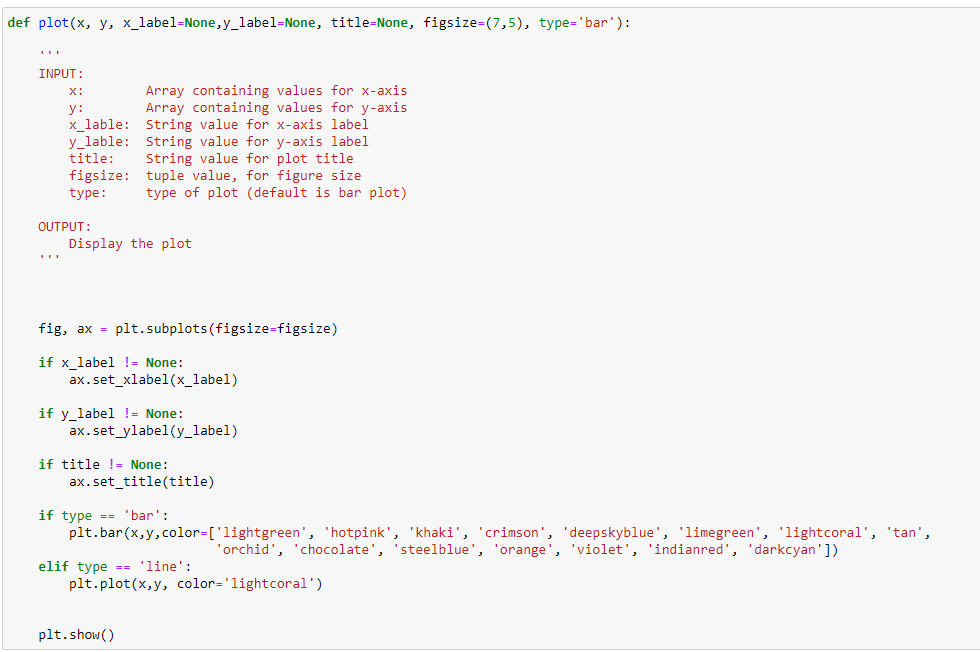 def plot(x, y, x_label=None,y_label=None, title=None, figsize=(7,5), type='bar'):
    '''
    INPUT:
        x:        Array containing values for x-axis
        y:        Array containing values for y-axis
        x_lable:  String value for x-axis label
        y_lable:  String value for y-axis label
        title:    String value for plot title
        figsize:  tuple value, for figure size
        type:     type of plot (default is bar plot)
    OUTPUT:
        Display the plot
    '''
    fig, ax = plt.subplots(figsize=figsize)
    if x_label != None:
        ax.set_xlabel(x_label)
    if y_label != None:
        ax.set_ylabel(y_label)
    if title != None:
        ax.set_title(title)
    if type == 'bar':
        plt.bar(x,y,color=['lightgreen', 'hotpink', 'khaki', 'crimson', 'deepskyblue', 'limegreen', 'lightcoral', 'tan',
                           'orchid', 'chocolate', 'steelblue', 'orange', 'violet', 'indianred', 'darkcyan'])
    elif type == 'line':
        plt.plot(x,y, color='lightcoral')
    plt.show()